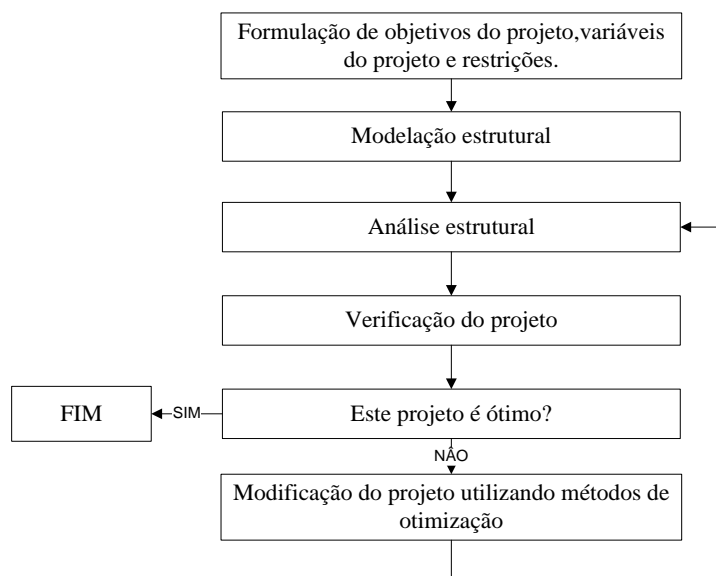 Formulação de objetivos do projeto,variáveis
do projeto e restrições.
Modelação estrutural
Análise estrutural
Verificação do projeto
FIM
SIM
Este projeto é ótimo?
NÂO
Modificação do projeto utilizando métodos de
otimização